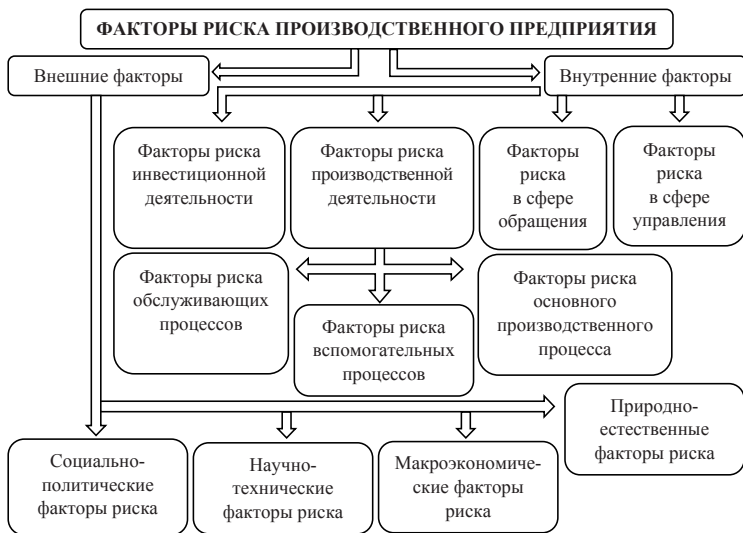 ФАКТОРЫ РИСКА ПРОИЗВОДСТВЕННОГО ПРЕДПРИЯТИЯ
Внешние факторы
Внутренние факторы
Факторы риска
инвестиционной
деятельности
Факторы риска
производственной
деятельности
Факторы
риска
в сфере
обращения
Факторы
риска
в сфере
управления
Факторы риска
обслуживающих
процессов
Факторы риска
вспомогательных
процессов
Факторы риска
основного
производственного
процесса
Природно-
естественные
факторы риска
Социально-
политические
факторы риска
Научно-
технические
факторы риска
Макроэкономиче-
ские факторы
риска